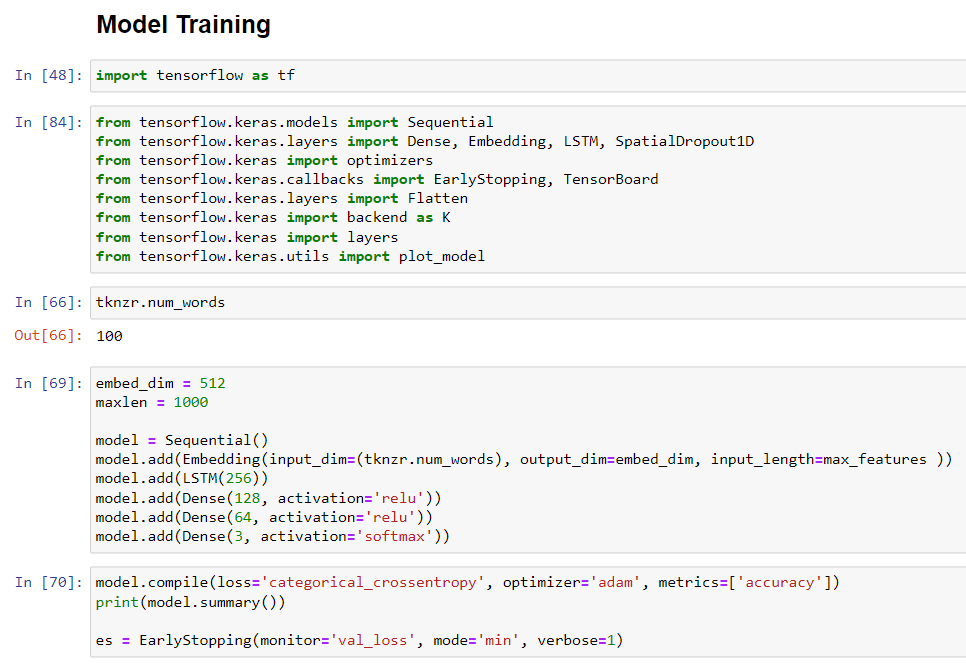 Model Training
In [48]: import tensorflow as tf
In [84]: from tensorflow.keras.models import Sequential
from tensorflow.keras.layers import Dense, Embedding, LSTM, SpatialDropout1D
from tensorflow.keras import optimizers
from tensorflow.keras.callbacks import EarlyStopping, TensorBoard
from tensorflow.keras.layers import Flatten
from tensorflow.keras import backend as K
from tensorflow.keras import layers
from tensorflow.keras.utils import plot_model
In [66]: tknzr.num_words
Out[66]: 100
In [69]: embed_dim = 512
maxlen = 1000
model = Sequential()
model.add(Embedding(input_dim=(tknzr.num_words), output_dim=embed_dim, input_length=max_features ))
model.add(LSTM(256))
model.add(Dense(128, activation='relu'))
model.add(Dense(64, activation='relu'))
model.add(Dense(3, activation='softmax'))
In [70]: model.compile(loss='categorical_crossentropy', optimizer='adam', metrics=['accuracy'])
print(model.summary())
es = EarlyStopping(monitor='val_loss', mode='min', verbose=1)